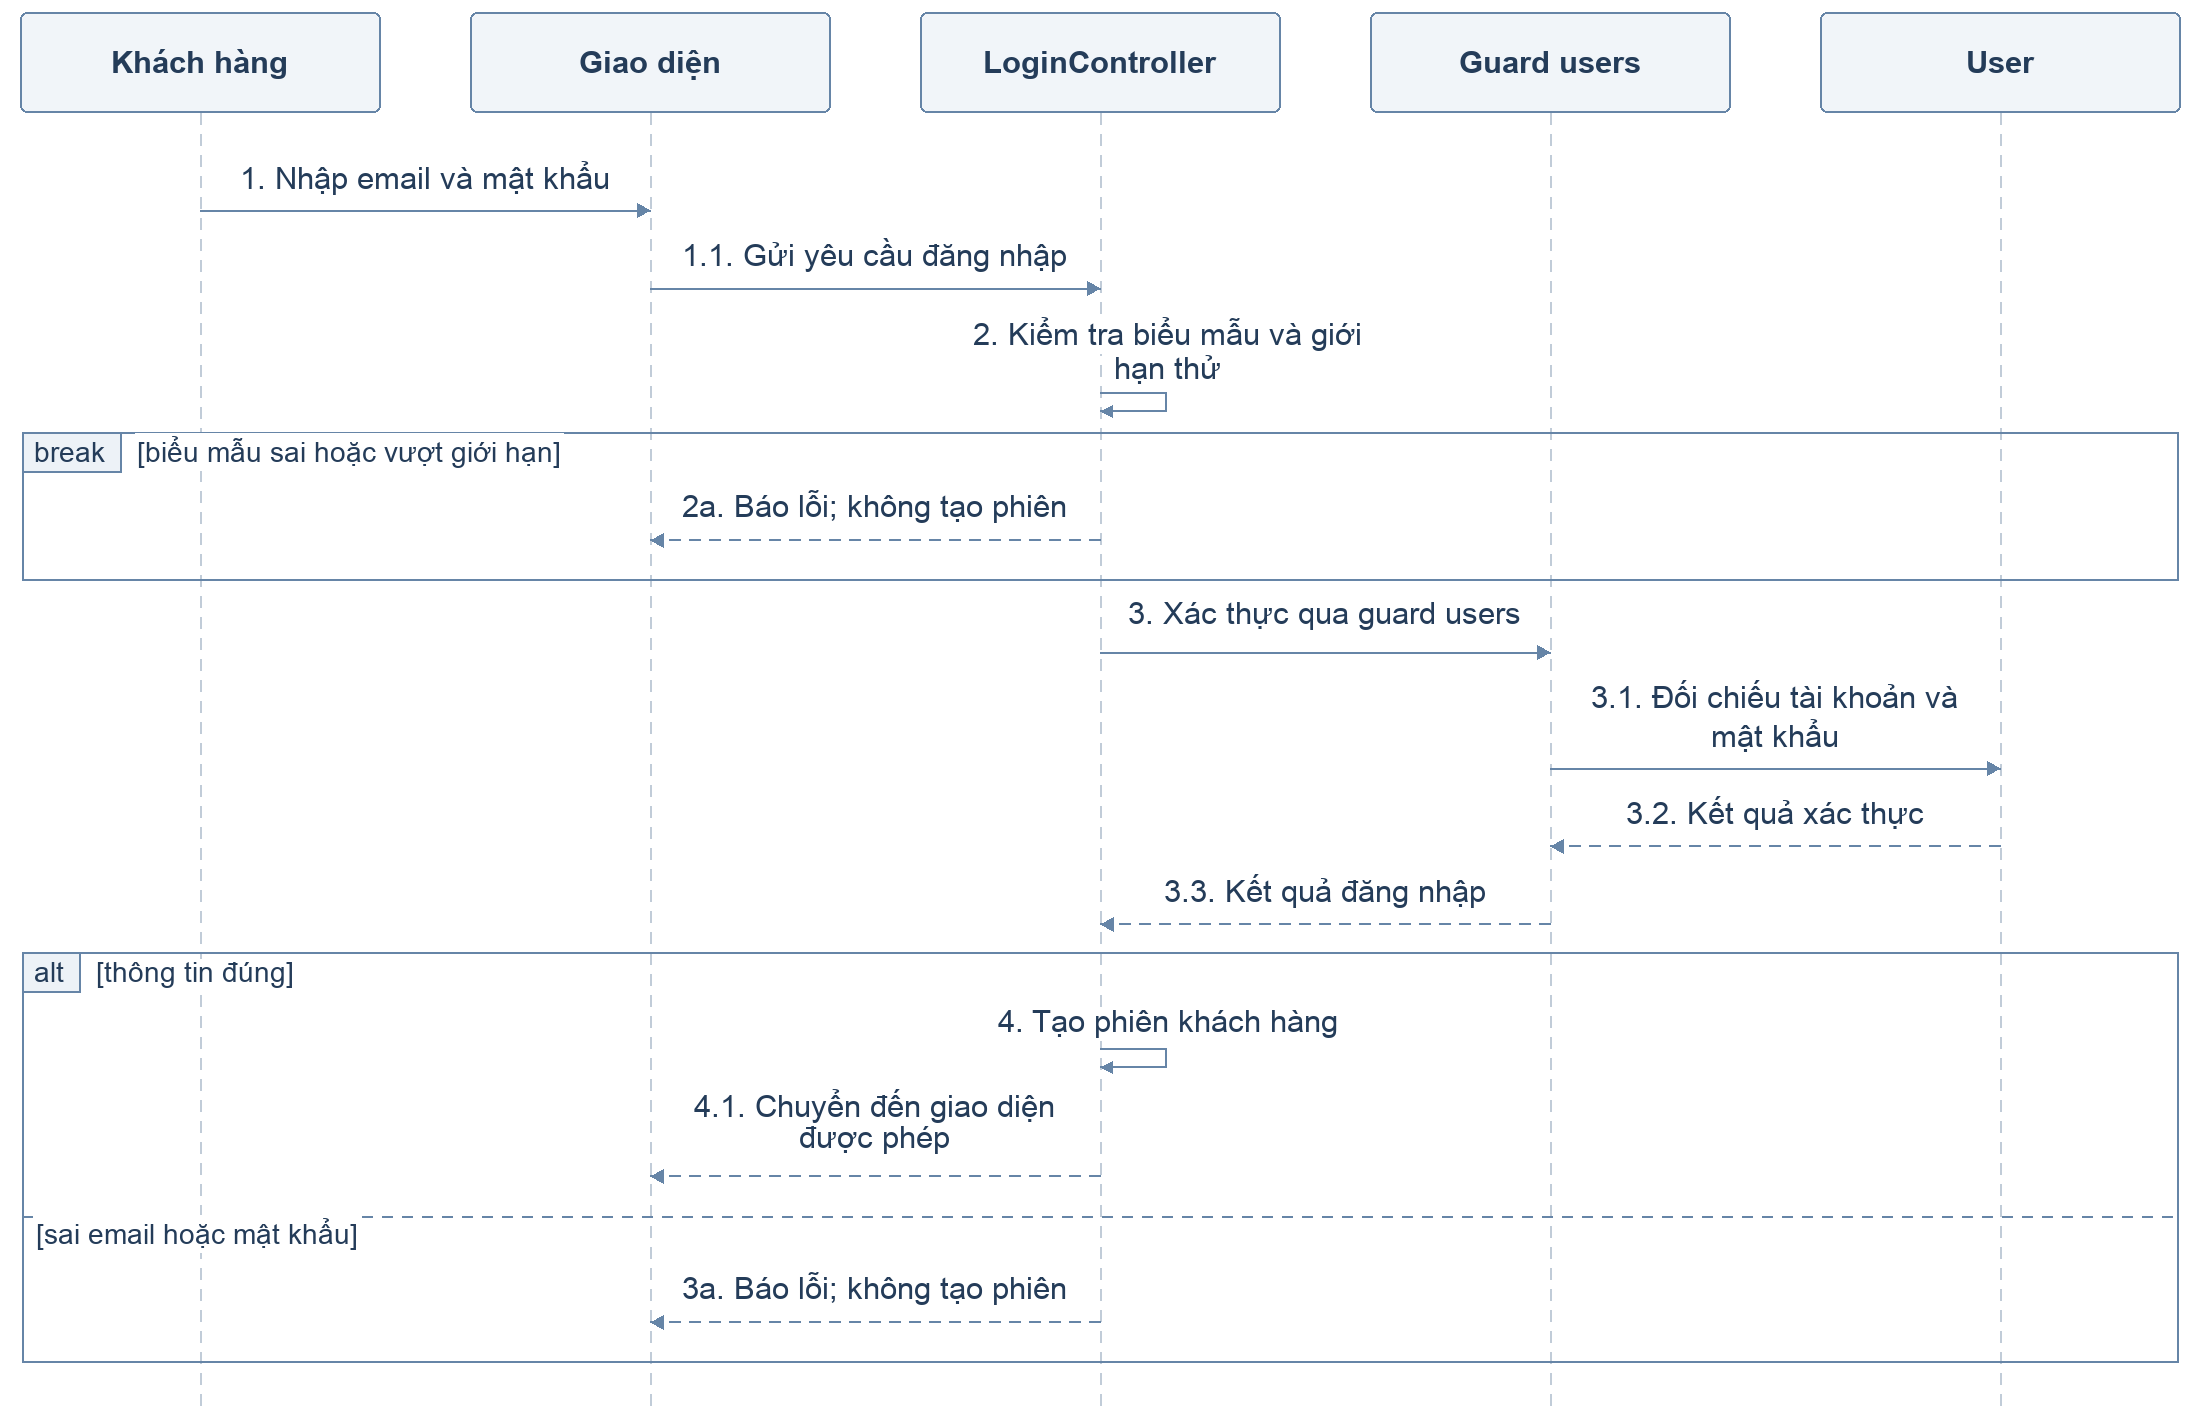 Khách hàng
Giao diện
LoginController
Guard users
User
1. Nhập email và mật khẩu
1.1. Gửi yêu cầu đăng nhập
2. Kiểm tra biểu mẫu và giới
hạn thử
break
[biểu mẫu sai hoặc vượt giới hạn]
2a. Báo lỗi; không tạo phiên
3. Xác thực qua guard users
3.1. Đối chiếu tài khoản và
mật khẩu
3.2. Kết quả xác thực
3.3. Kết quả đăng nhập
alt
[thông tin đúng]
4. Tạo phiên khách hàng
4.1. Chuyển đến giao diện
được phép
[sai email hoặc mật khẩu]
3a. Báo lỗi; không tạo phiên